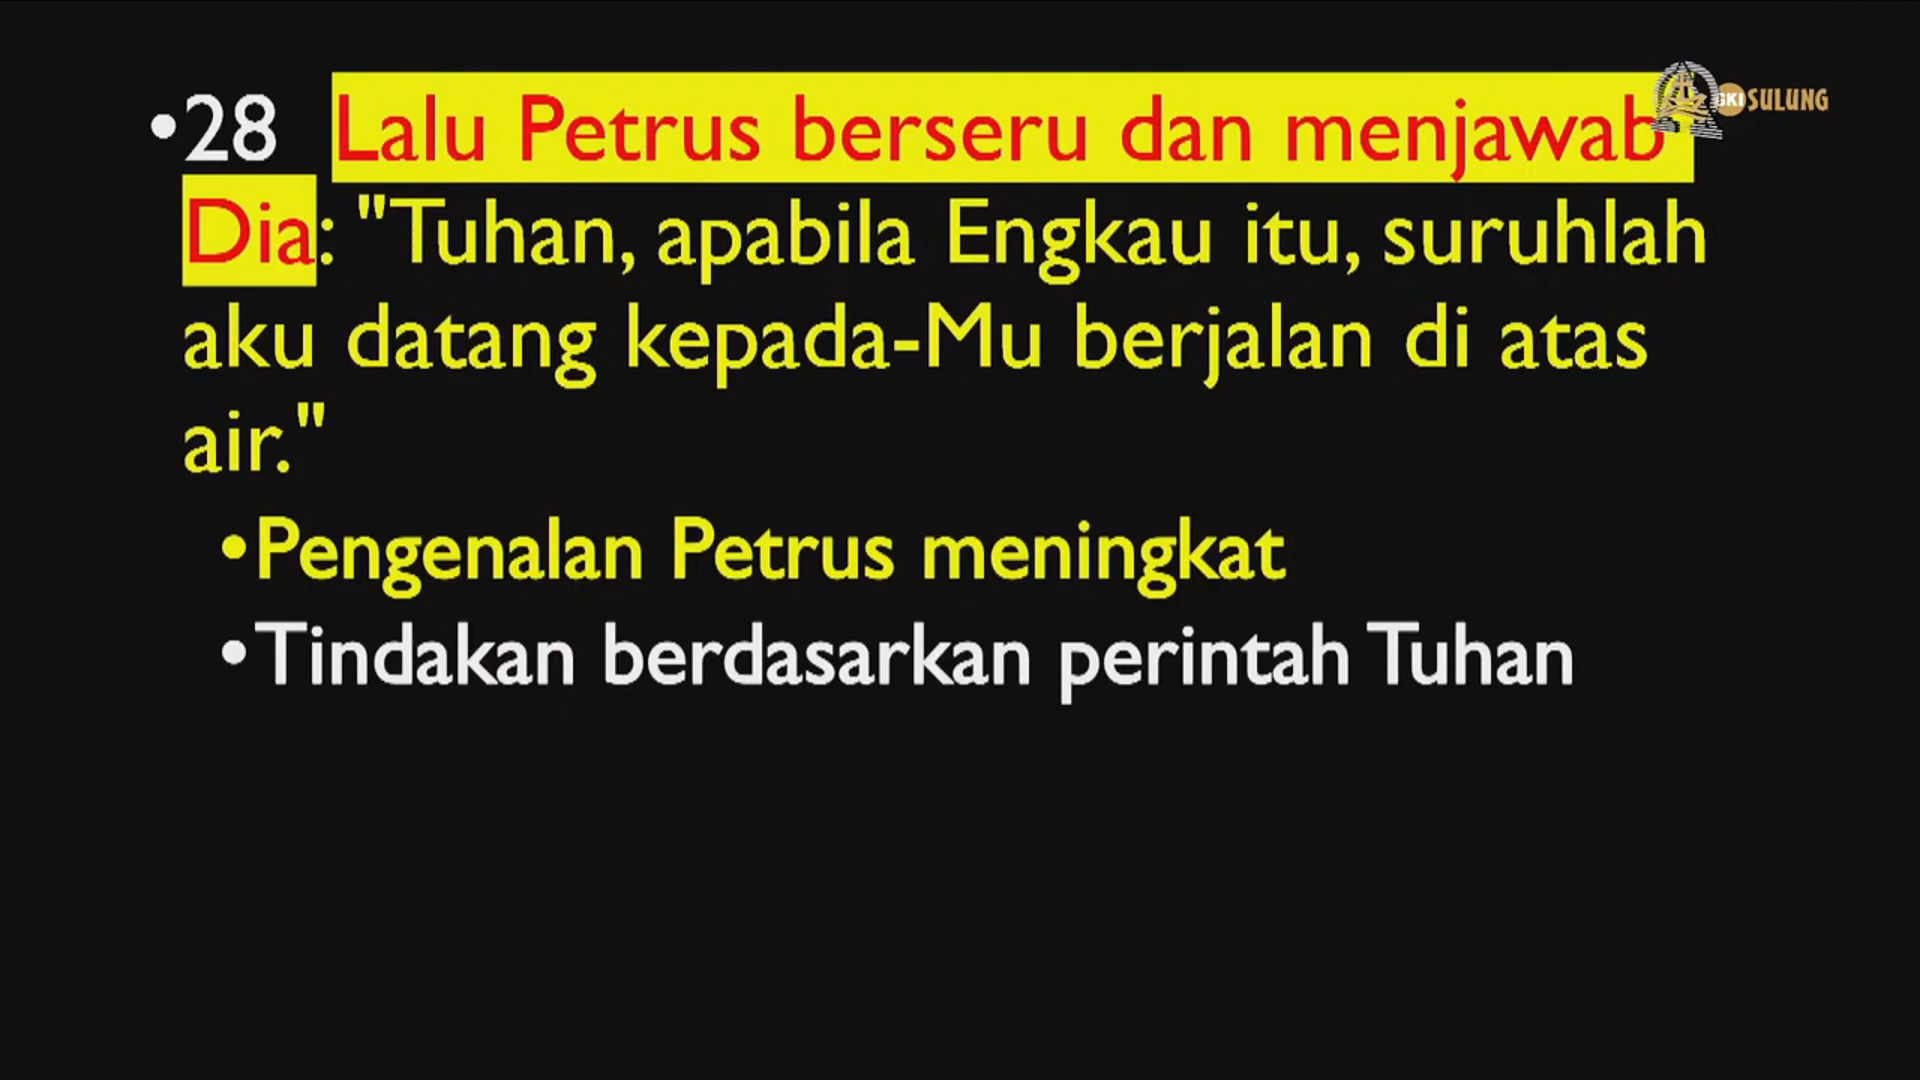 •28 Lalu Petrus berseru dan menjawab
Dia: "Tuhan, apabila Engkau itu, suruhlah
aku datang kepada-Mu berjalan di atas
air."
•Pengenalan Petrus meningkat
•Tindakan berdasarkan perintah Tuhan
GKI SULUNG